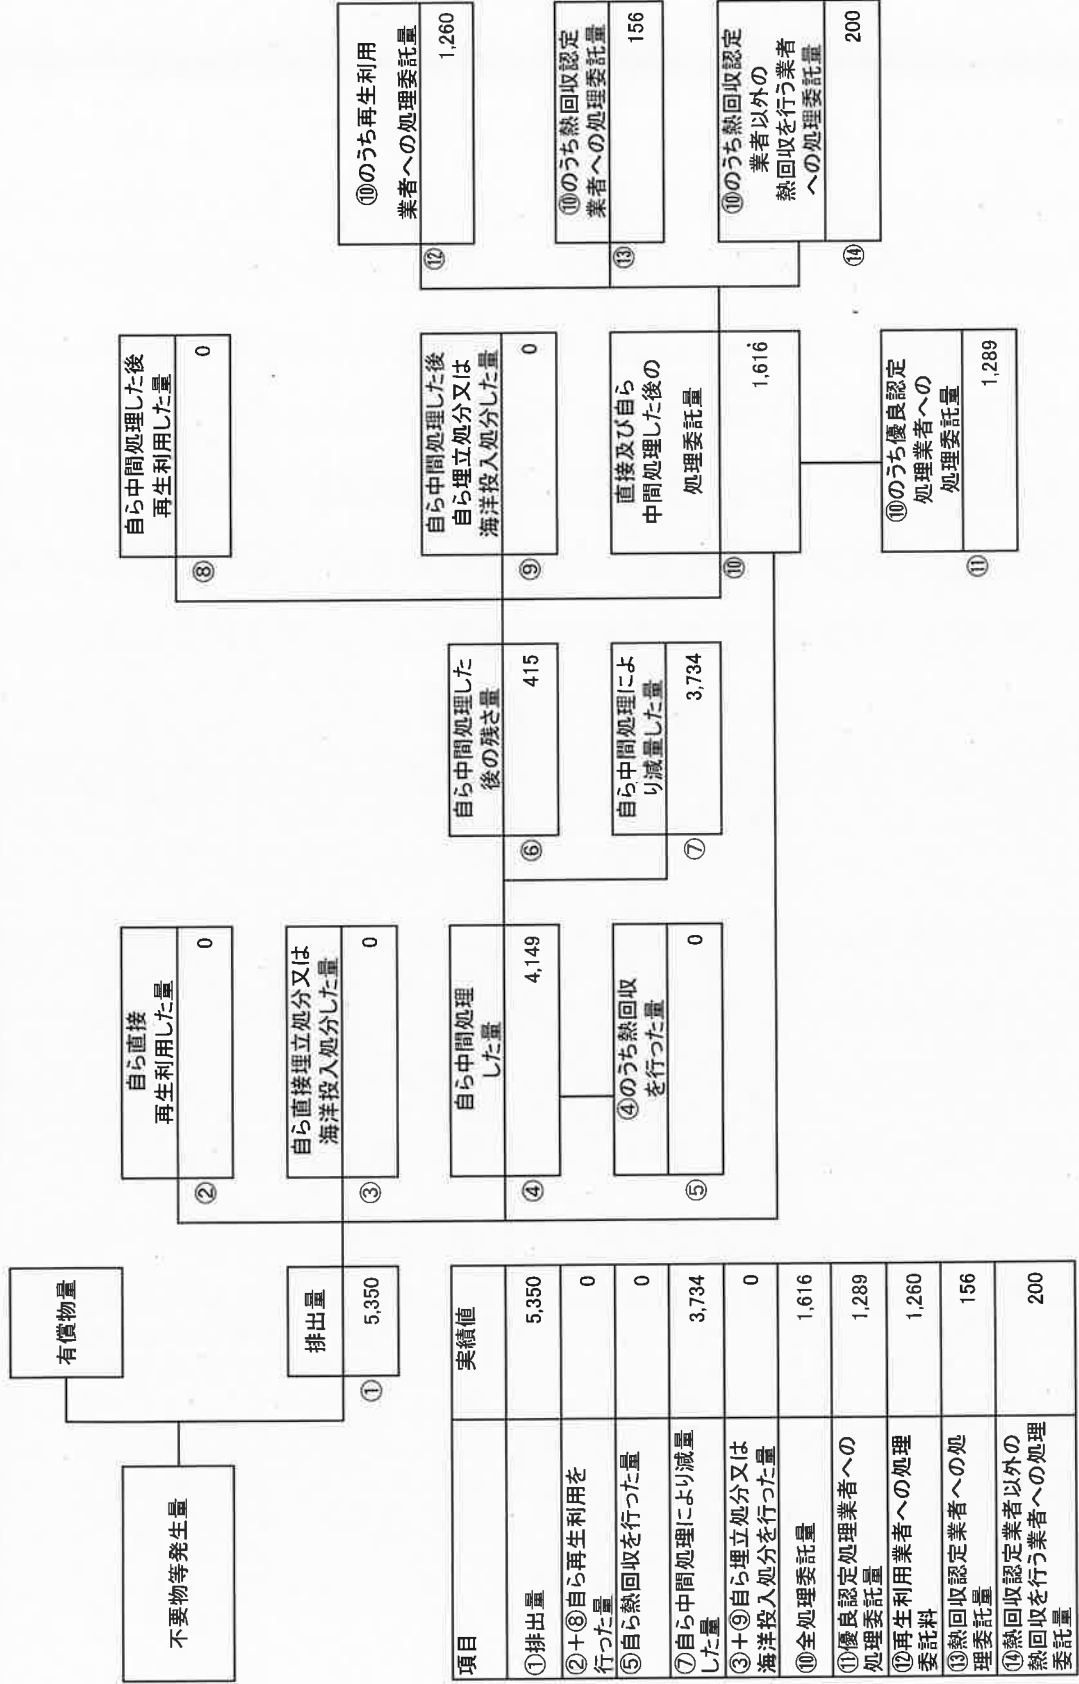 不要物等発生量
有償物量
排出量
① 5,350
自ら直接
再生利用した量
② 0
自ら直接埋立処分又は
海洋投入処分した量
③ 0
自ら中間処理
した量
④ 4,149
④のうち熱回収
を行った量
⑤ 0
自ら中間処理した
後の残さ量
⑥ 415
自ら中間処理によ
り減量した量
⑦ 3,734
自ら中間処理した後
再生利用した量
⑧ 0
自ら中間処理した後
自ら埋立処分又は
海洋投入処分した量
⑨ 0
直接及び自ら
中間処理した後の
処理委託量
⑩ 1,616
⑩のうち優良認定
処理業者への
処理委託量
⑪ 1,289
⑩のうち再生利用
業者への処理委託量
⑫ 1,260
⑩のうち熱回収認定
業者への処理委託量
⑬ 156
⑩のうち熱回収認定
業者以外の
熱回収を行う業者
への処理委託量
⑭ 200
項目 実績値
①排出量 5,350
②+⑧自ら再生利用を
行った量 0
⑤自ら熱回収を行った量 0
⑦自ら中間処理により減量
した量 3,734
③+⑨自ら埋立処分又は
海洋投入処分を行った量 0
⑩全処理委託量 1,616
⑪優良認定処理業者への
処理委託量 1,289
⑫再生利用業者への処理
委託料 1,260
⑬熱回収認定業者への処
理委託量 156
⑭熱回収認定業者以外の
熱回収を行う業者への処理
委託量 200